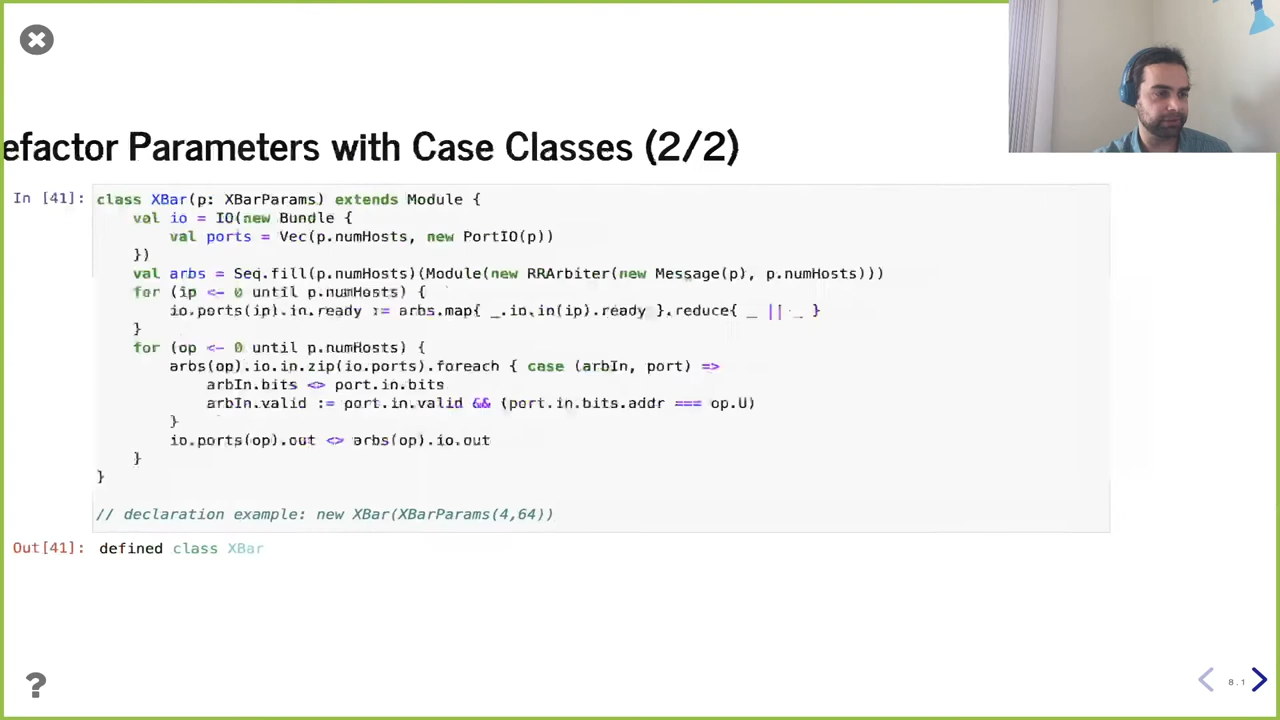 efactor Parameters with Case Classes (2/2)
In [41]: class XBar(p: XBarParams) extends Module {
val io = IO(new Bundle {
val ports = Vec(p.numHosts, new PortIO(p))
})
val arbs = Seq.fill(p.numHosts)(Module(new RRArbiter(new Message(p), p.numHosts)))
for (ip <- 0 until p.numHosts) {
io.ports(ip).in.ready := arbs.map{ _.io.in(ip).ready }.reduce{ _ || _ }
}
for (op <- 0 until p.numHosts) {
arbs(op).io.in.zip(io.ports).foreach { case (arbIn, port) =>
arbIn.bits <> port.in.bits
arbIn.valid := port.in.valid && (port.in.bits.addr === op.U)
}
io.ports(op).out <> arbs(op).io.out
}
}
// declaration example: new XBar(XBarParams(4,64))
Out[41]: defined class XBar
?
8.1